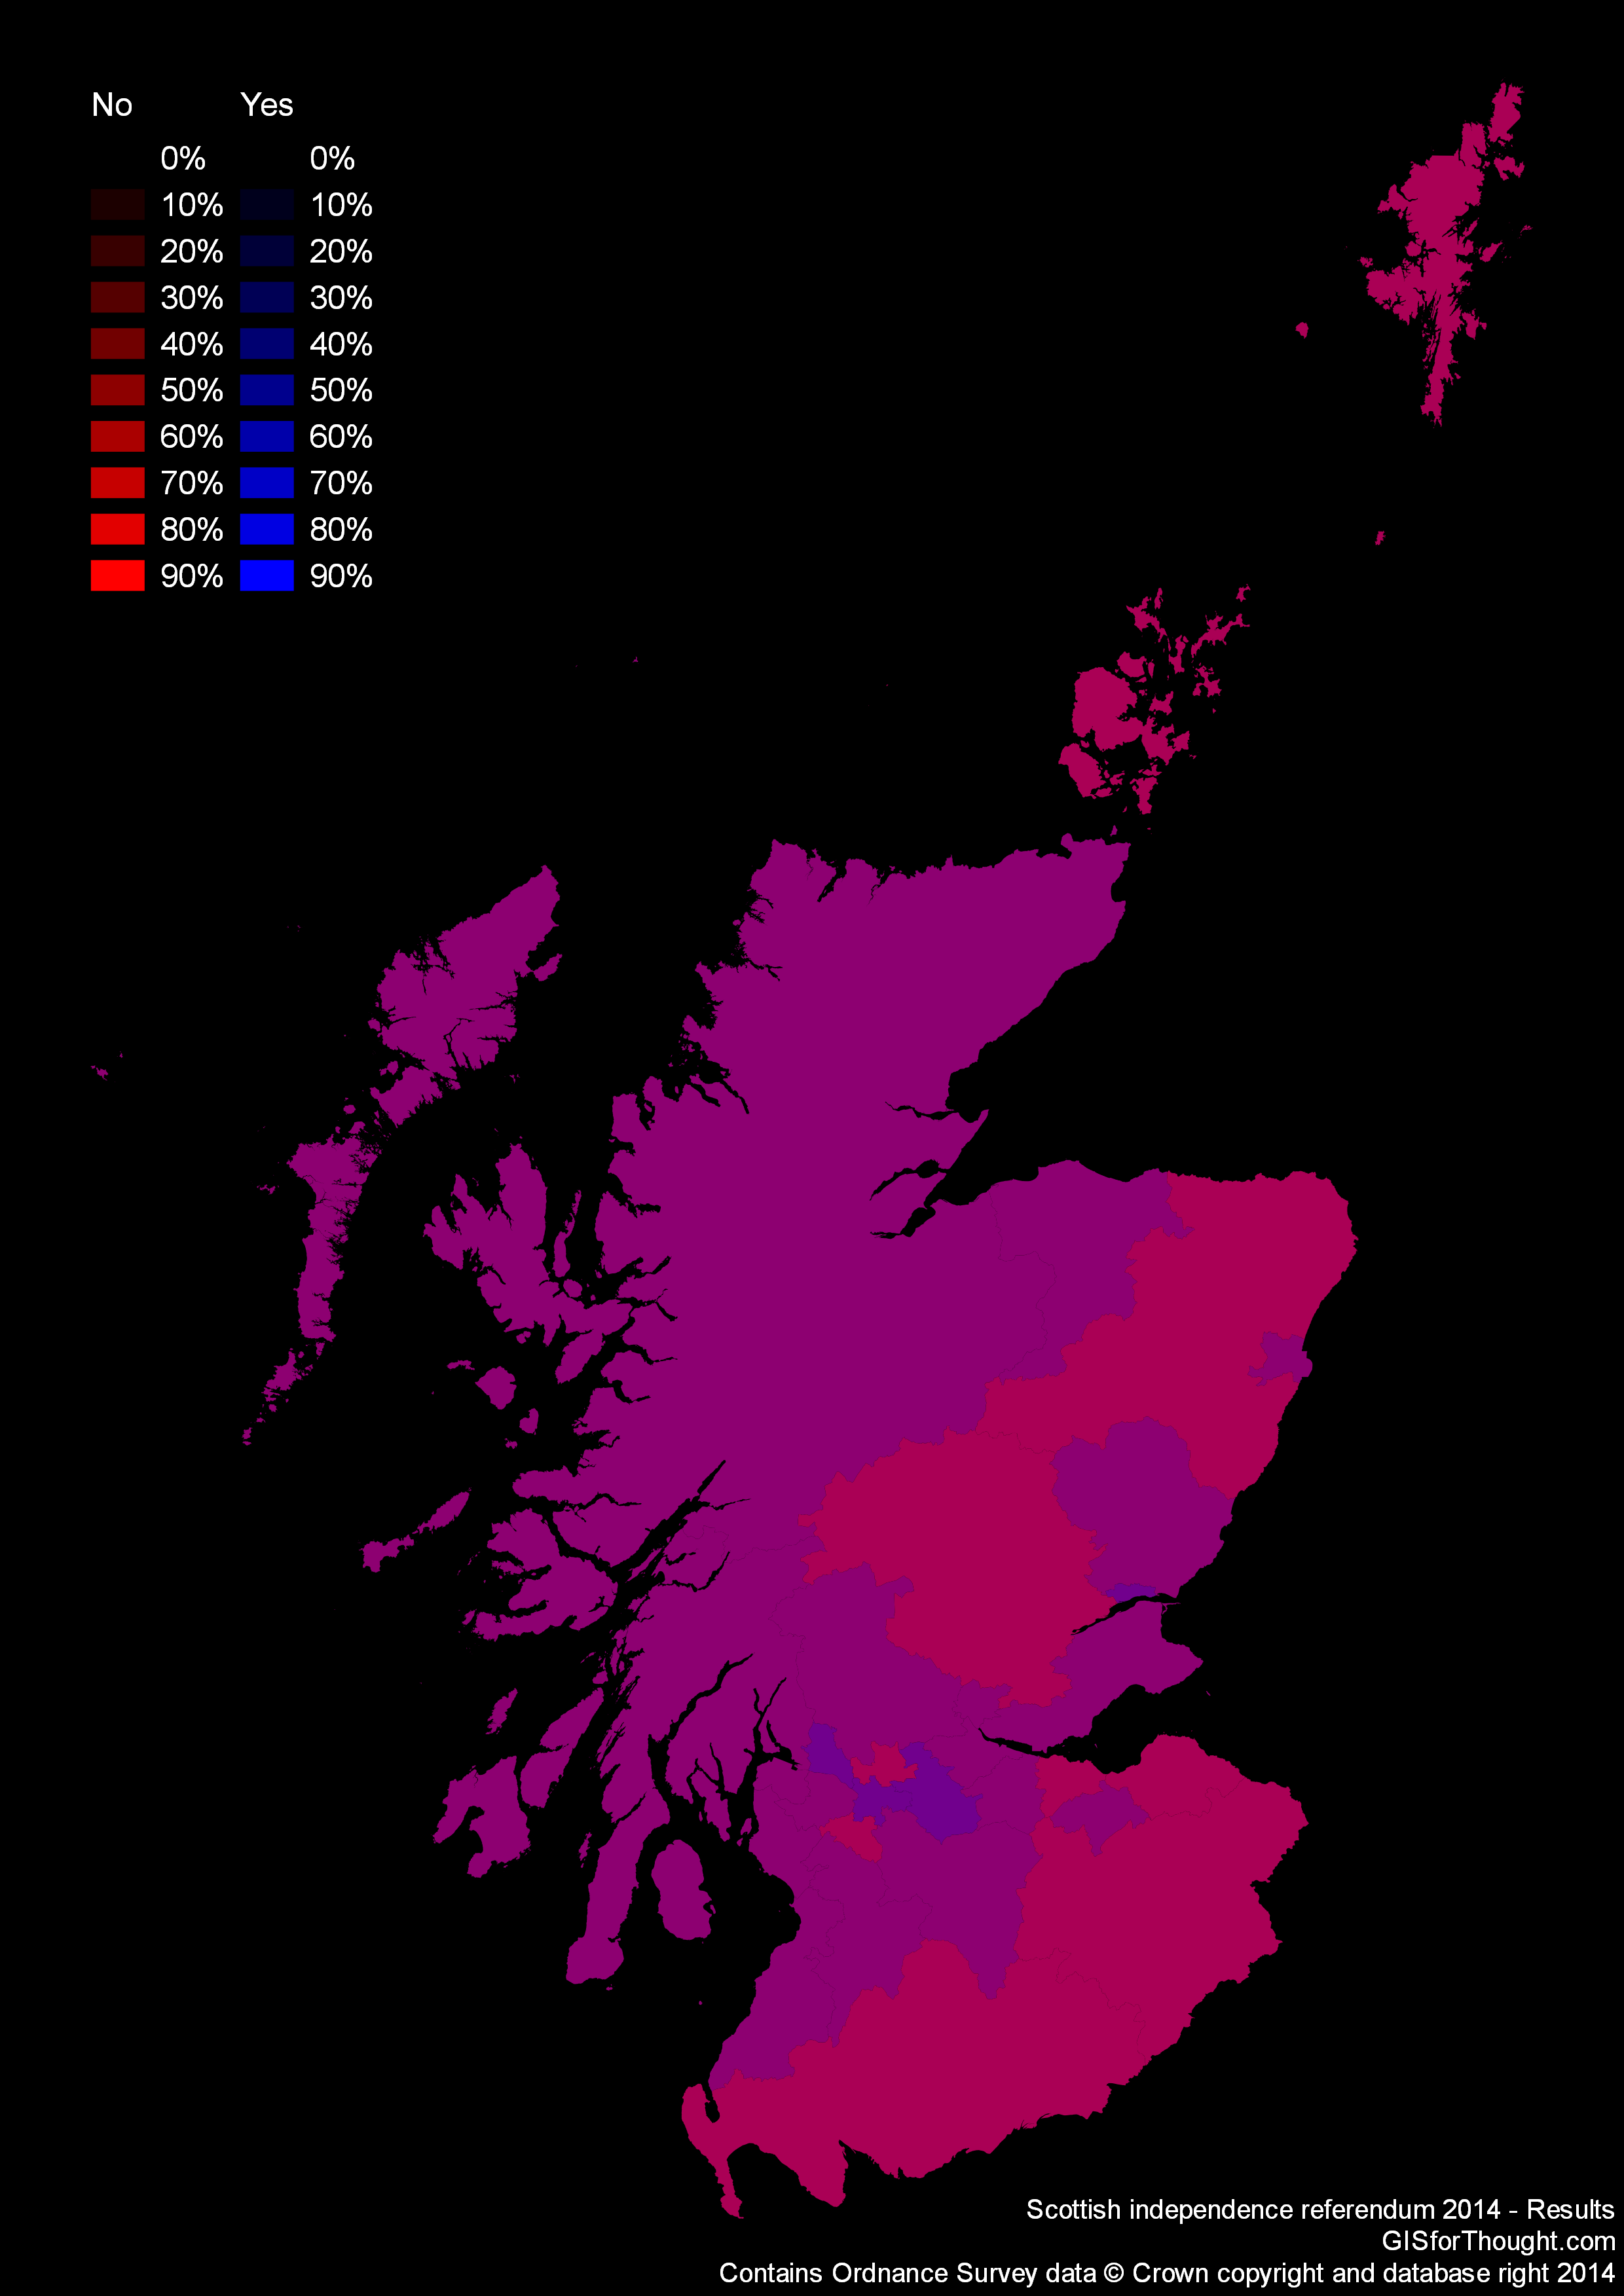 No Yes
0% 0%
10% 10%
20% 20%
30% 30%
40% 40%
50% 50%
60% 60%
70% 70%
80% 80%
90% 90%
Scottish independence referendum 2014 - Results
GISforThought.com
Contains Ordnance Survey data © Crown copyright and database right 2014